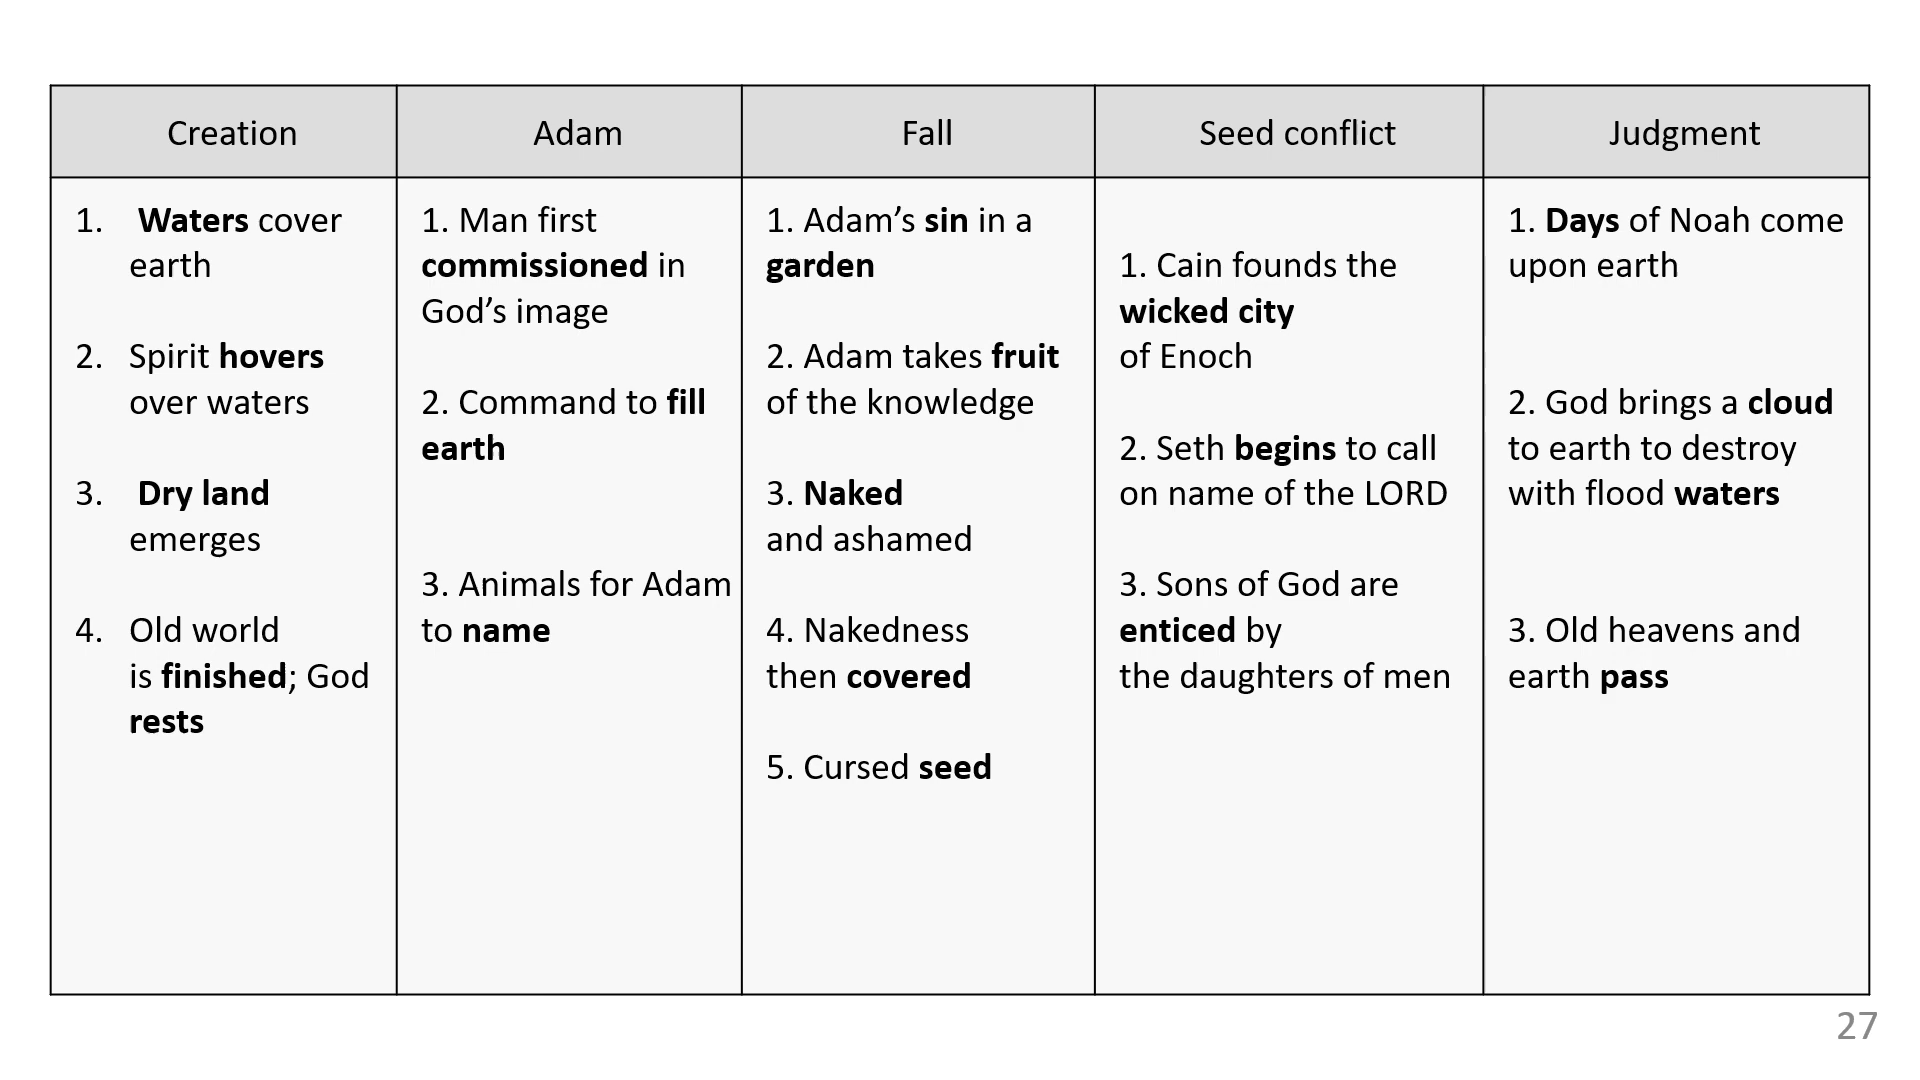 Creation
Adam
Fall
Seed conflict
Judgment
1. Waters cover
earth
2. Spirit hovers
over waters
3. Dry land
emerges
4. Old world
is finished; God
rests
1. Man first
commissioned in
God’s image
2. Command to fill
earth
3. Animals for Adam
to name
1. Adam’s sin in a
garden
2. Adam takes fruit
of the knowledge
3. Naked
and ashamed
4. Nakedness
then covered
5. Cursed seed
1. Cain founds the
wicked city
of Enoch
2. Seth begins to call
on name of the LORD
3. Sons of God are
enticed by
the daughters of men
1. Days of Noah come
upon earth
2. God brings a cloud
to earth to destroy
with flood waters
3. Old heavens and
earth pass
27